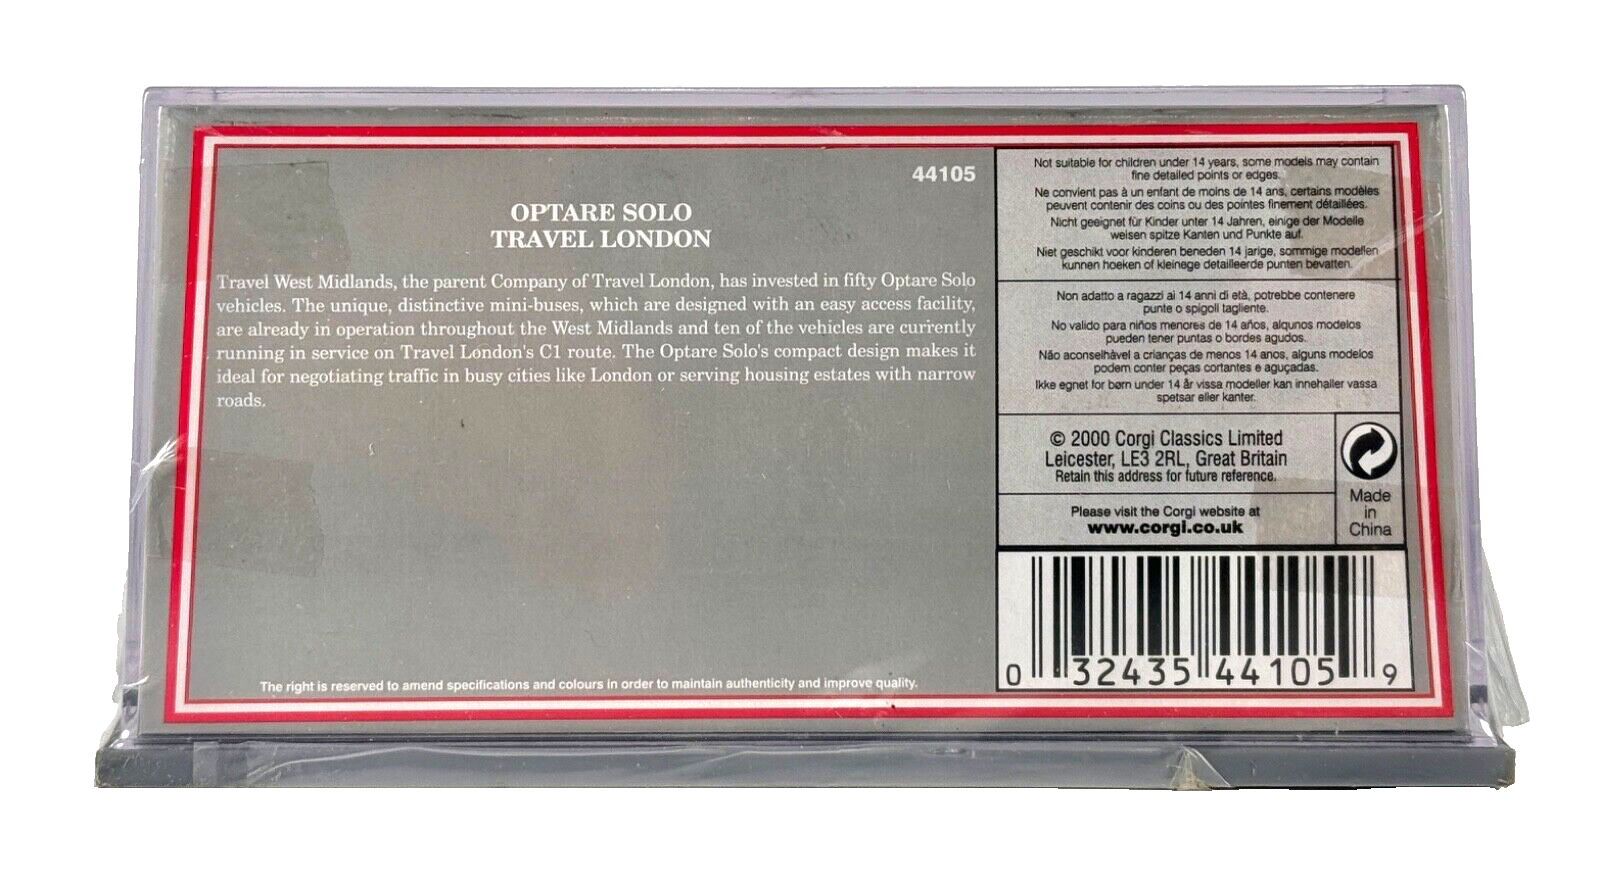 44105
OPTARE SOLO
TRAVEL LONDON
Travel West Midlands, the parent Company of Travel London, has invested in fifty Optare Solo
vehicles. The unique, distinctive mini-buses, which are designed with an easy access facility,
are already in operation throughout the West Midlands and ten of the vehicles are currently
running in service on Travel London's C1 route. The Optare Solo's compact design makes it
ideal for negotiating traffic in busy cities like London or serving housing estates with narrow
roads.
The right is reserved to amend specifications and colours in order to maintain authenticity and improve quality.
Not suitable for children under 14 years, some models may contain
fine detailed points or edges.
Ne convient pas à un enfant de moins de 14 ans, certains modèles
peuvent contenir des coins ou des pointes finement détaillées.
Nicht geeignet für Kinder unter 14 Jahren, einige der Modelle
weisen spitze Kanten und Punkte auf.
Niet geschikt voor kinderen beneden 14 jarige, sommige modellen
kunnen hoeken of kleinege detailleerde punten bevatten.
Non adatto a ragazzi ai 14 anni di età, potrebbe contenere
punte o spigoli tagliente.
No valido para niños menores de 14 años, alqunos modelos
pueden tener puntas o bordes agudos.
Não aconselhável a crianças de menos 14 anos, alguns modelos
podem conter peças cortantes e aguçadas.
Ikke egnet for børn under 14 år vissa modeller kan innehaller vassa
spetsar eller kanter.
© 2000 Corgi Classics Limited
Leicester, LE3 2RL, Great Britain
Retain this address for future reference.
Please visit the Corgi website at
www.corgi.co.uk
Made
in
China
0 32435 44105 9